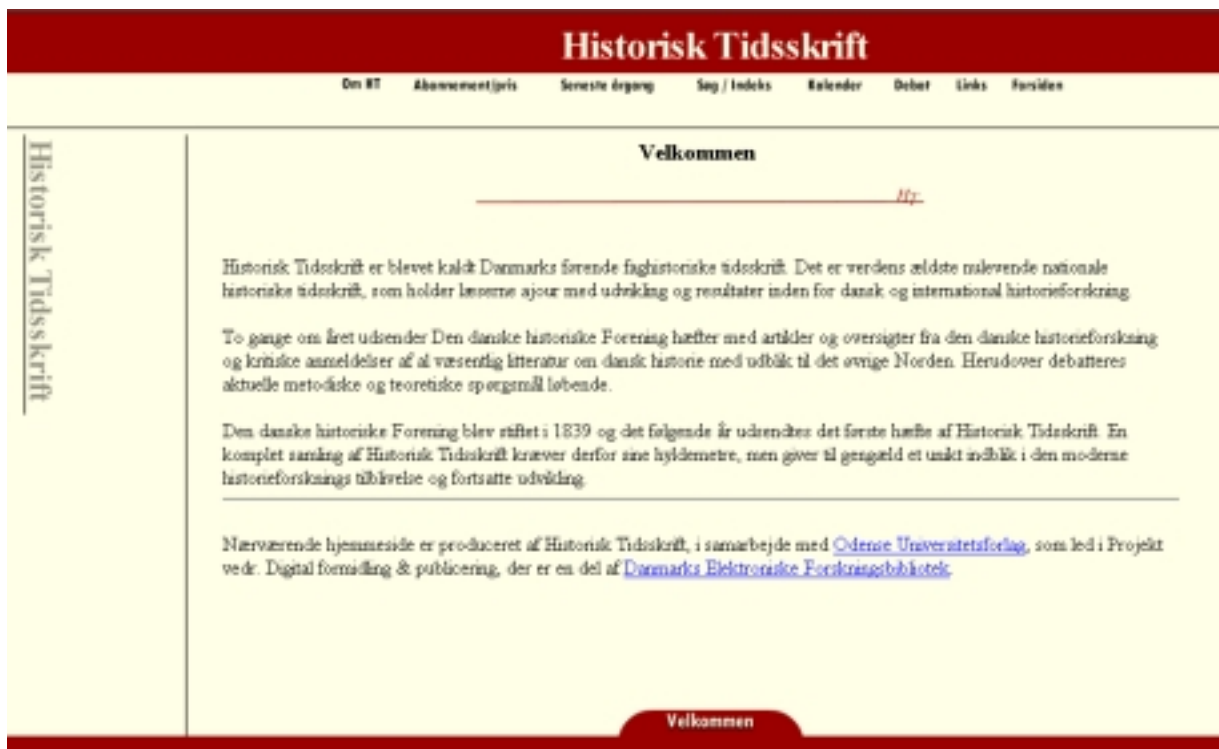 Historisk Tidsskrift
Om HT Abonnement/pris Seneste årgang Søg / Indeks Kalender Debat Links Forsiden
Historisk Tidsskrift
Velkommen
HT
Historisk Tidsskrift er blevet kaldt Danmarks førende faghistoriske tidsskrift. Det er verdens ældste nulevende nationale
historiske tidsskrift, som holder læserne ajour med udvikling og resultater inden for dansk og international historieforskning.
To gange om året udsender Den danske historiske Forening hæfter med artikler og oversigter fra den danske historieforskning
og kritiske anmeldelser af al væsentlig litteratur om dansk historie med udblik til det øvrige Norden. Herudover debatteres
aktuelle metodiske og teoretiske spørgsmål løbende.
Den danske historiske Forening blev stiftet i 1839 og det følgende år udsendtes det første hæfte af Historisk Tidsskrift. En
komplet samling af Historisk Tidsskrift kræver derfor sine hyldemetre, men giver til gengæld et unikt indblik i den moderne
historieforsknings tilblivelse og fortsatte udvikling.
Nærværende hjemmeside er produceret af Historisk Tidsskrift, i samarbejde med Odense Universitetsforlag, som led i Projekt
vedr. Digital formidling & publicering, der er en del af Danmarks Elektroniske Forskningsbibliotek.
Velkommen